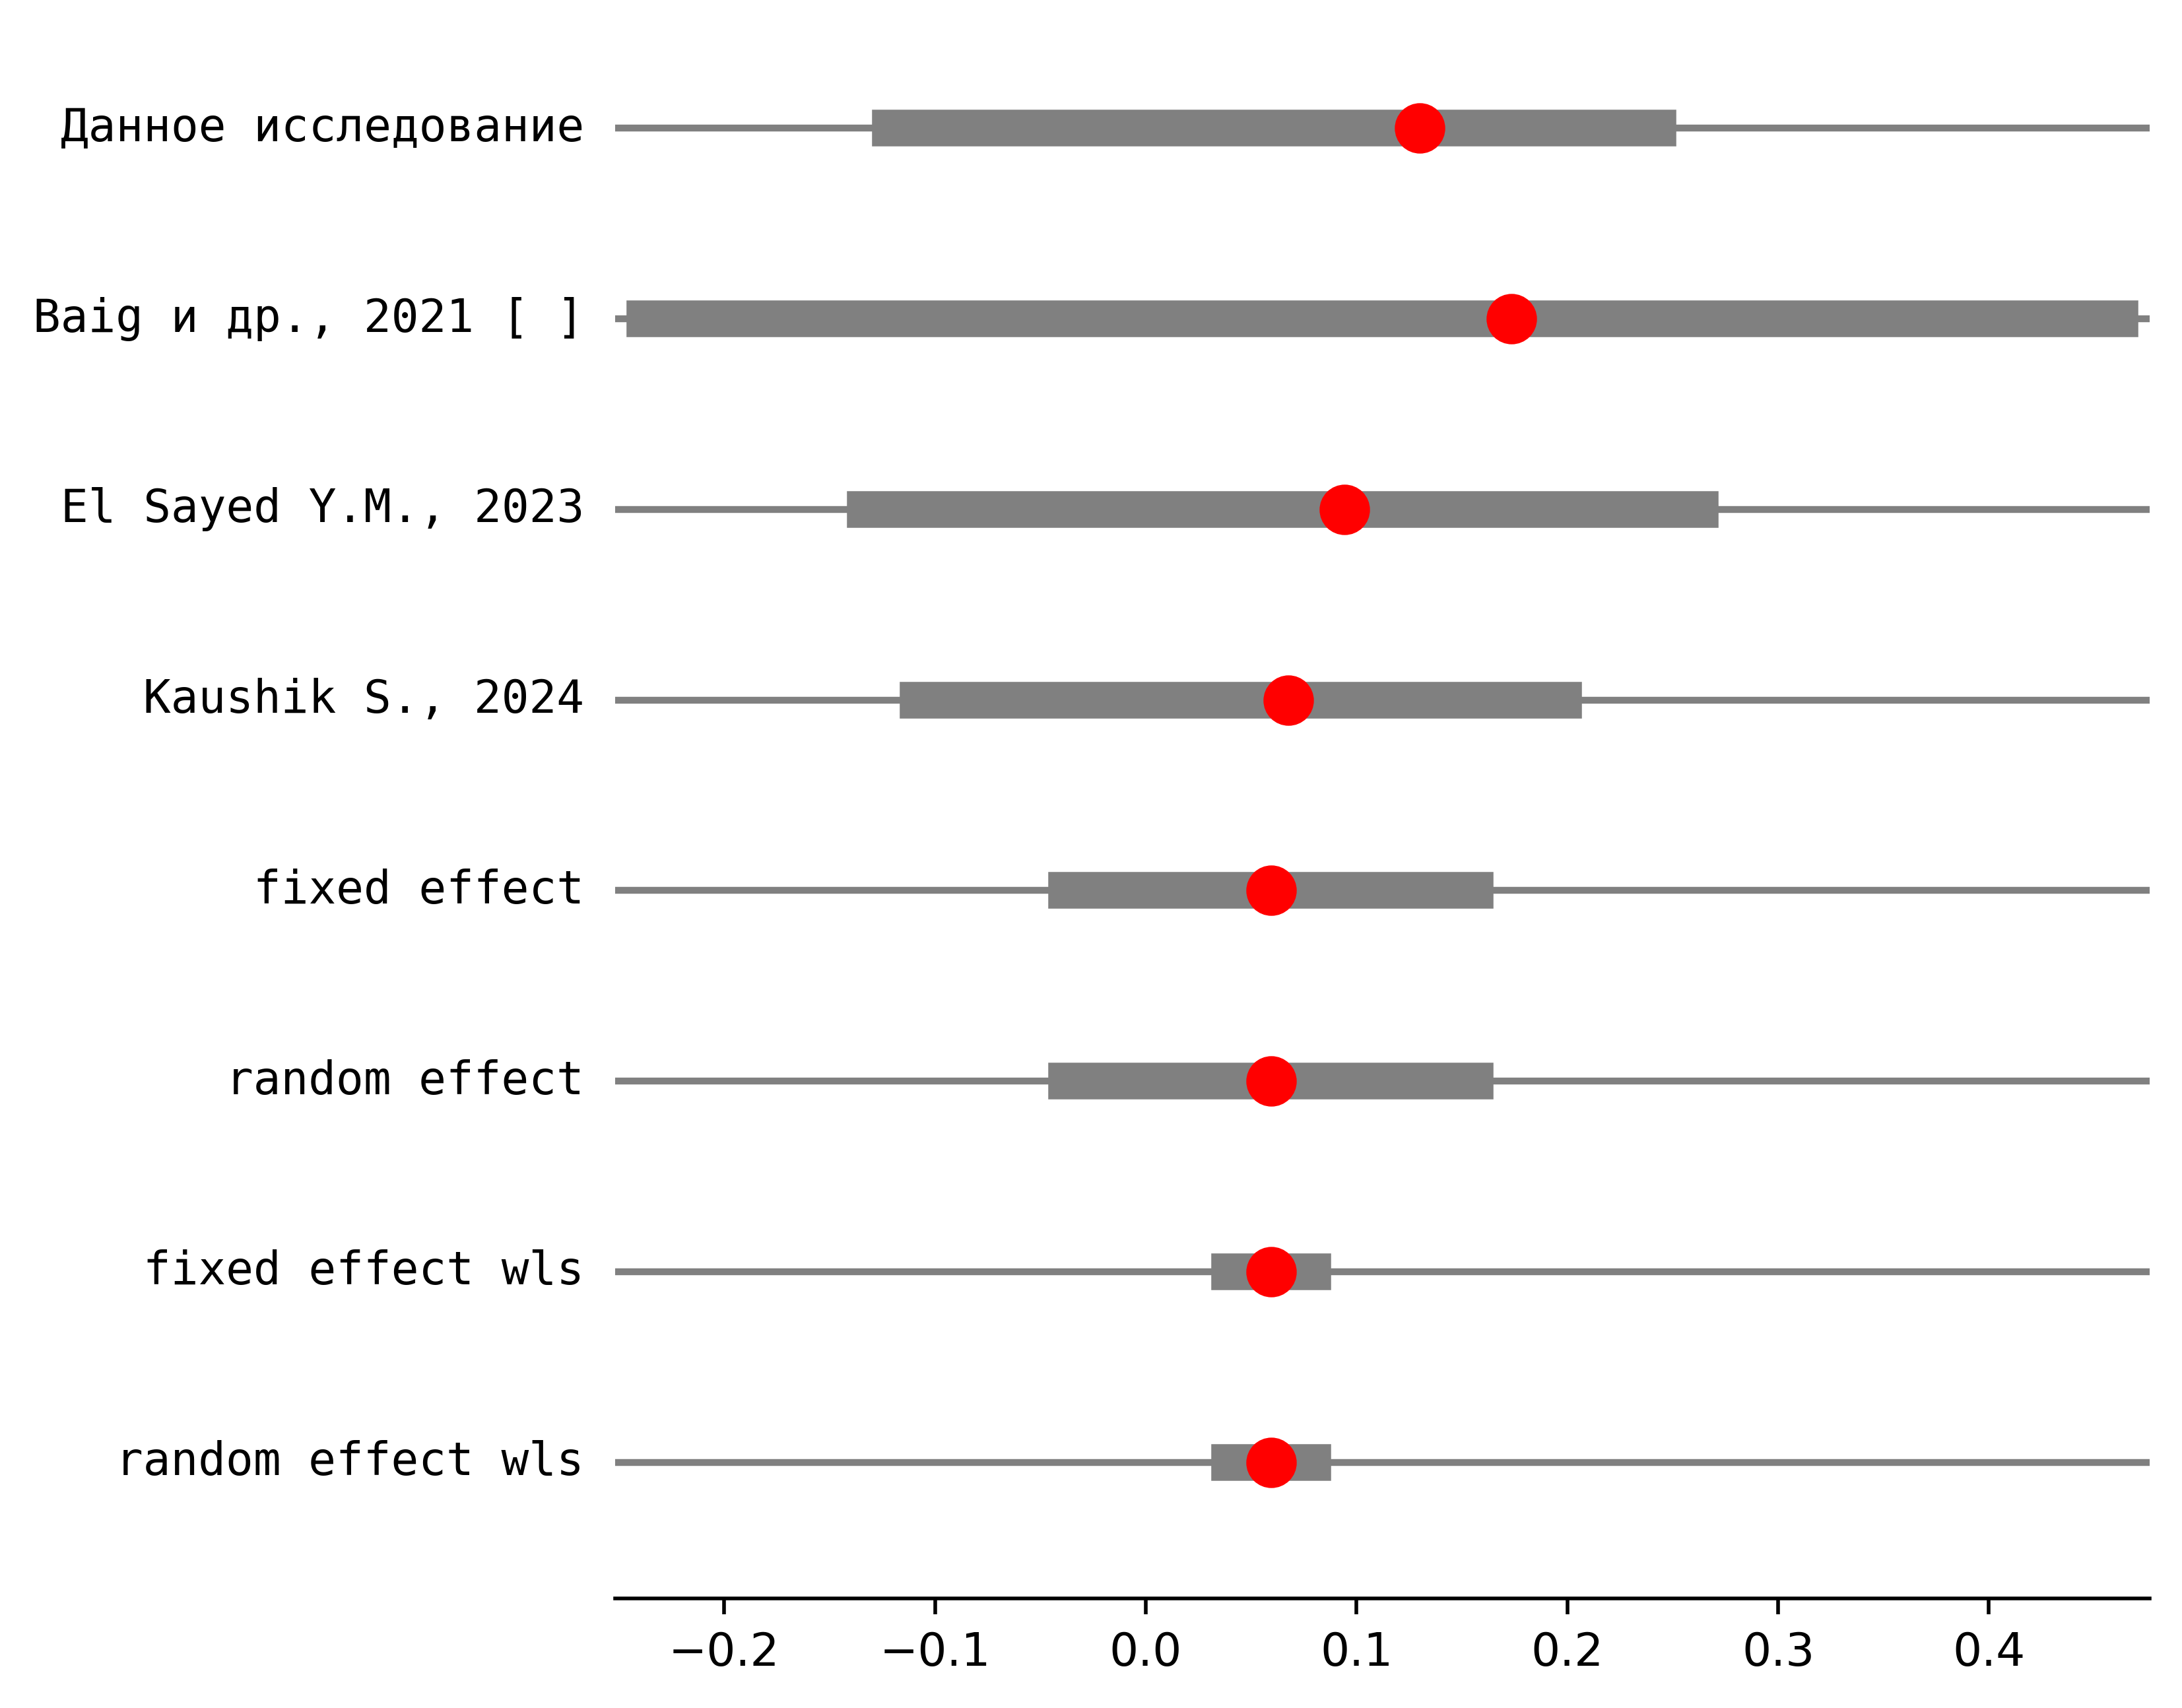 Данное исследование
Baig и др., 2021 [ ]
El Sayed Y.M., 2023
Kaushik S., 2024
fixed effect
random effect
fixed effect wls
random effect wls
−0.2 −0.1 0.0 0.1 0.2 0.3 0.4